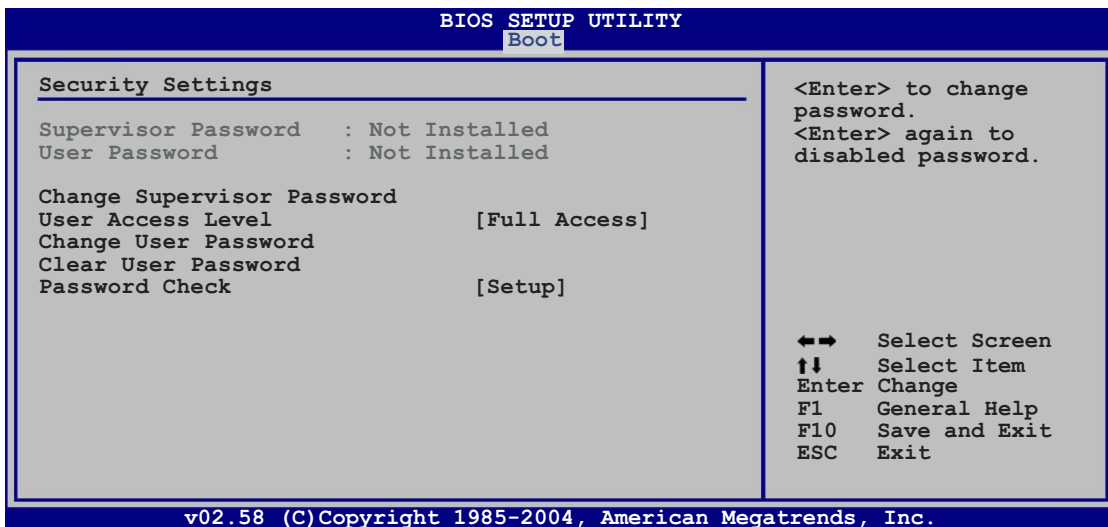 BIOS SETUP UTILITY
Boot
Security Settings
Supervisor Password : Not Installed
User Password : Not Installed
Change Supervisor Password
User Access Level [Full Access]
Change User Password
Clear User Password
Password Check [Setup]
<Enter> to change
password.
<Enter> again to
disabled password.
←→ Select Screen
↑↓ Select Item
Enter Change
F1 General Help
F10 Save and Exit
ESC Exit
v02.58 (C)Copyright 1985-2004, American Megatrends, Inc.